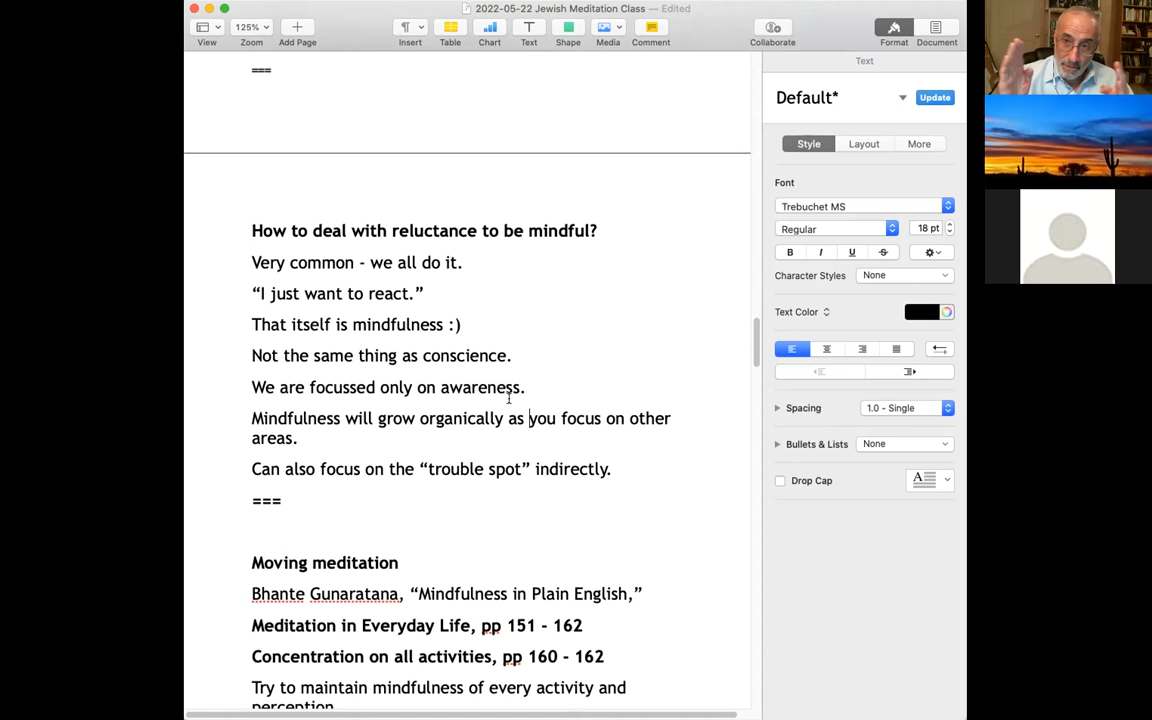 2022-05-22 Jewish Meditation Class — Edited
125%
View
Zoom
Add Page
Insert
Table
Chart
Text
Shape
Media
Comment
Collaborate
Format
Document
===
How to deal with reluctance to be mindful?
Very common - we all do it.
“I just want to react.”
That itself is mindfulness :)
Not the same thing as conscience.
We are focussed only on awareness.
Mindfulness will grow organically as you focus on other
areas.
Can also focus on the “trouble spot” indirectly.
===
Moving meditation
Bhante Gunaratana, “Mindfulness in Plain English,”
Meditation in Everyday Life, pp 151 - 162
Concentration on all activities, pp 160 - 162
Try to maintain mindfulness of every activity and
perception
Text
Default*
Update
Style
Layout
More
Font
Trebuchet MS
Regular
18 pt
B I U S
Character Styles
None
Text Color
Spacing
1.0 - Single
Bullets & Lists
None
Drop Cap
A